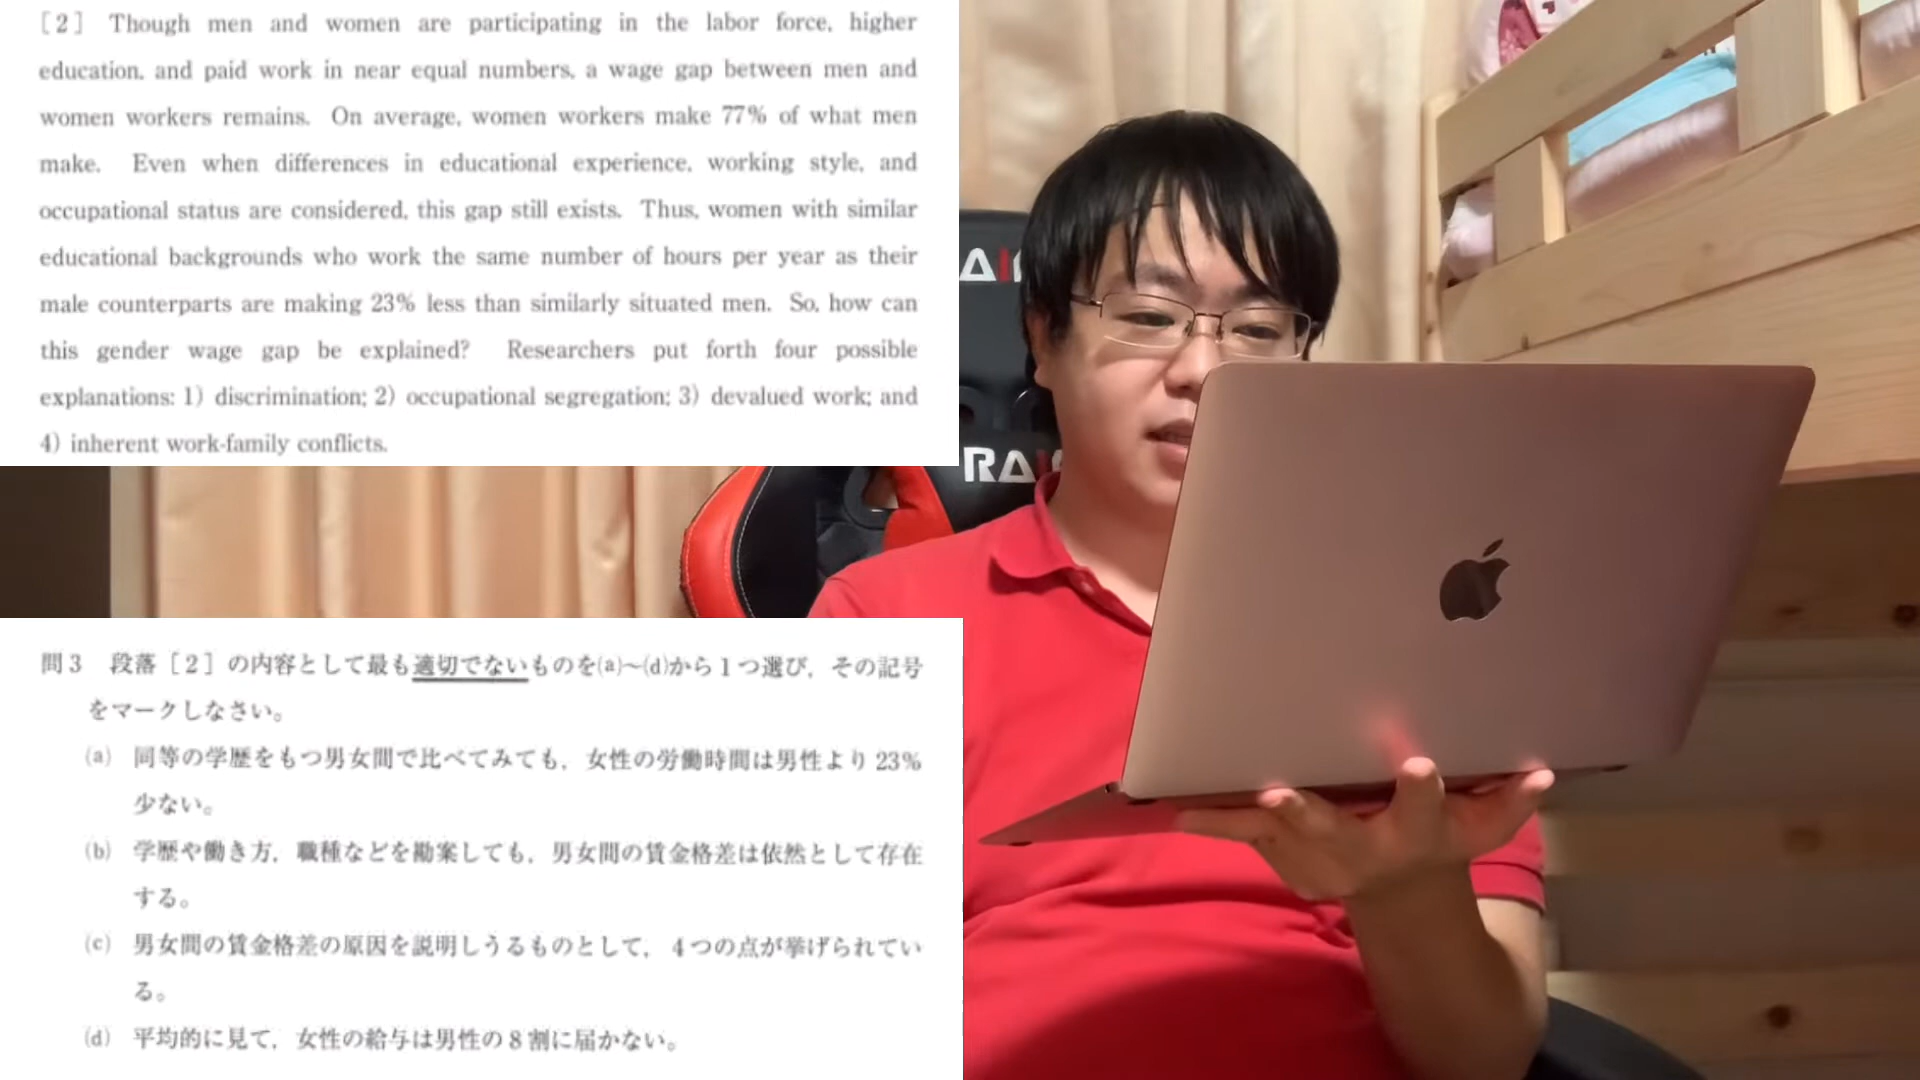 [2] Though men and women are participating in the labor force, higher
education, and paid work in near equal numbers, a wage gap between men and
women workers remains. On average, women workers make 77% of what men
make. Even when differences in educational experience, working style, and
occupational status are considered, this gap still exists. Thus, women with similar
educational backgrounds who work the same number of hours per year as their
male counterparts are making 23% less than similarly situated men. So, how can
this gender wage gap be explained? Researchers put forth four possible
explanations: 1) discrimination; 2) occupational segregation; 3) devalued work; and
4) inherent work-family conflicts.
問3 段落[2]の内容として最も適切でないものを(a)~(d)から1つ選び,その記号
をマークしなさい。
(a) 同等の学歴をもつ男女間で比べてみても,女性の労働時間は男性より23%
少ない。
(b) 学歴や働き方,職種などを勘案しても,男女間の賃金格差は依然として存在
する。
(c) 男女間の賃金格差の原因を説明しうるものとして,4つの点が挙げられてい
る。
(d) 平均的に見て,女性の給与は男性の8割に届かない。